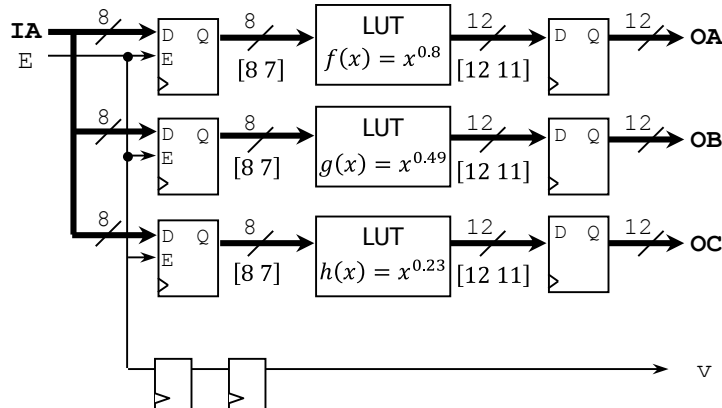 8 8 LUT 12 12
IA D Q f(x) = x^0.8 D Q OA
E E [8 7] [12 11]
8 8 LUT 12 12
D Q g(x) = x^0.49 D Q OB
E [8 7] [12 11]
8 8 LUT 12 12
D Q h(x) = x^0.23 D Q OC
E [8 7] [12 11]
v